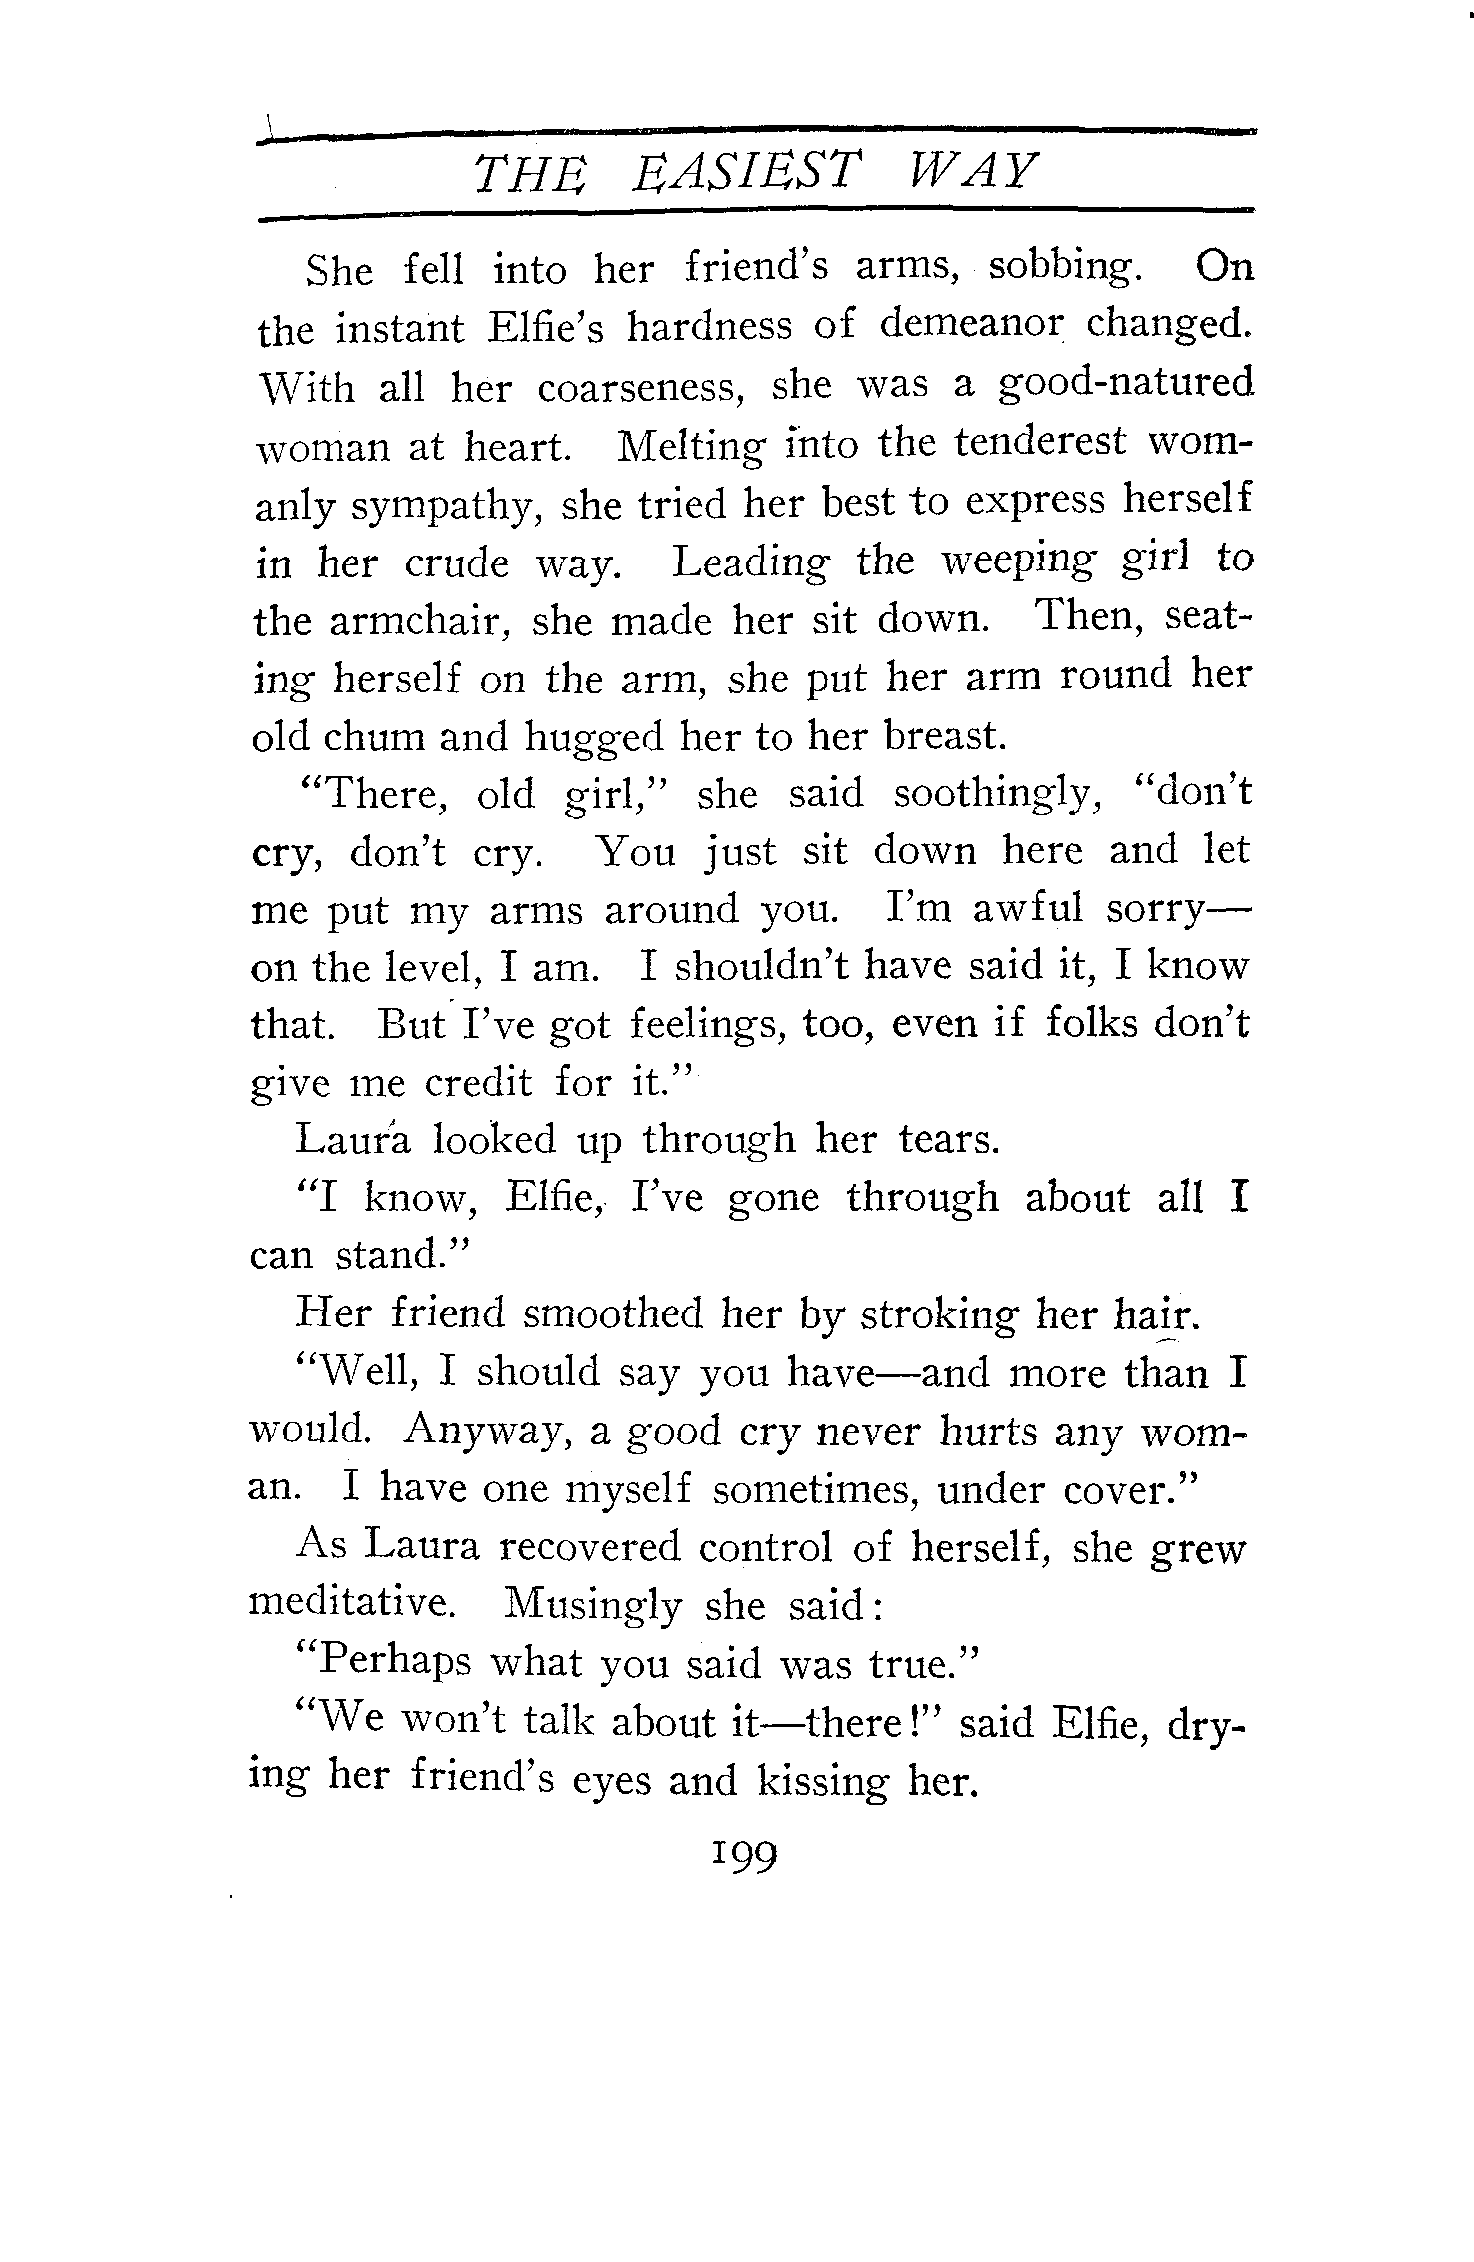 THE EASIEST WAY
She fell into her friend's arms, sobbing. On
the instant Elfie's hardness of demeanor changed.
With all her coarseness, she was a good-natured
woman at heart. Melting into the tenderest wom-
anly sympathy, she tried her best to express herself
in her crude way. Leading the weeping girl to
the armchair, she made her sit down. Then, seat-
ing herself on the arm, she put her arm round her
old chum and hugged her to her breast.
"There, old girl," she said soothingly, "don't
cry, don't cry. You just sit down here and let
me put my arms around you. I'm awful sorry—
on the level, I am. I shouldn't have said it, I know
that. But I've got feelings, too, even if folks don't
give me credit for it."
Laura looked up through her tears.
"I know, Elfie, I've gone through about all I
can stand."
Her friend smoothed her by stroking her hair.
"Well, I should say you have—and more than I
would. Anyway, a good cry never hurts any wom-
an. I have one myself sometimes, under cover."
As Laura recovered control of herself, she grew
meditative. Musingly she said:
"Perhaps what you said was true."
"We won't talk about it—there!" said Elfie, dry-
ing her friend's eyes and kissing her.
199